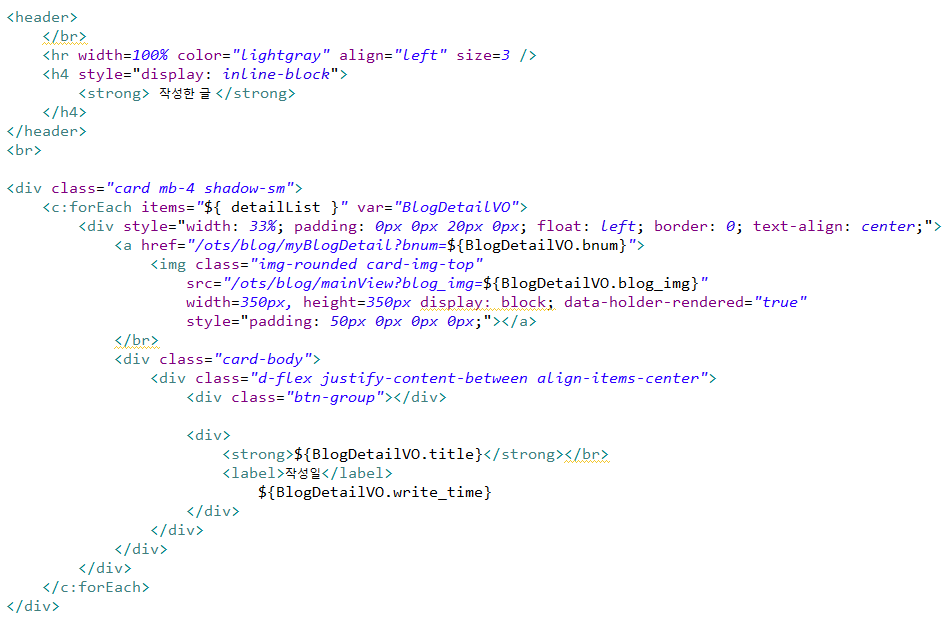 <header>
</br>
<hr width=100% color="lightgray" align="left" size=3 />
<h4 style="display: inline-block">
<strong> 작성한 글 </strong>
</h4>
</header>
<br>
<div class="card mb-4 shadow-sm">
<c:forEach items="${ detailList }" var="BlogDetailVO">
<div style="width: 33%; padding: 0px 0px 20px 0px; float: left; border: 0; text-align: center;">
<a href="/ots/blog/myBlogDetail?bnum=${BlogDetailVO.bnum}">
<img class="img-rounded card-img-top"
src="/ots/blog/mainView?blog_img=${BlogDetailVO.blog_img}"
width=350px, height=350px display: block; data-holder-rendered="true"
style="padding: 50px 0px 0px 0px;"></a>
</br>
<div class="card-body">
<div class="d-flex justify-content-between align-items-center">
<div class="btn-group"></div>
<div>
<strong>${BlogDetailVO.title}</strong></br>
<label>작성일</label>
${BlogDetailVO.write_time}
</div>
</div>
</div>
</div>
</c:forEach>
</div>